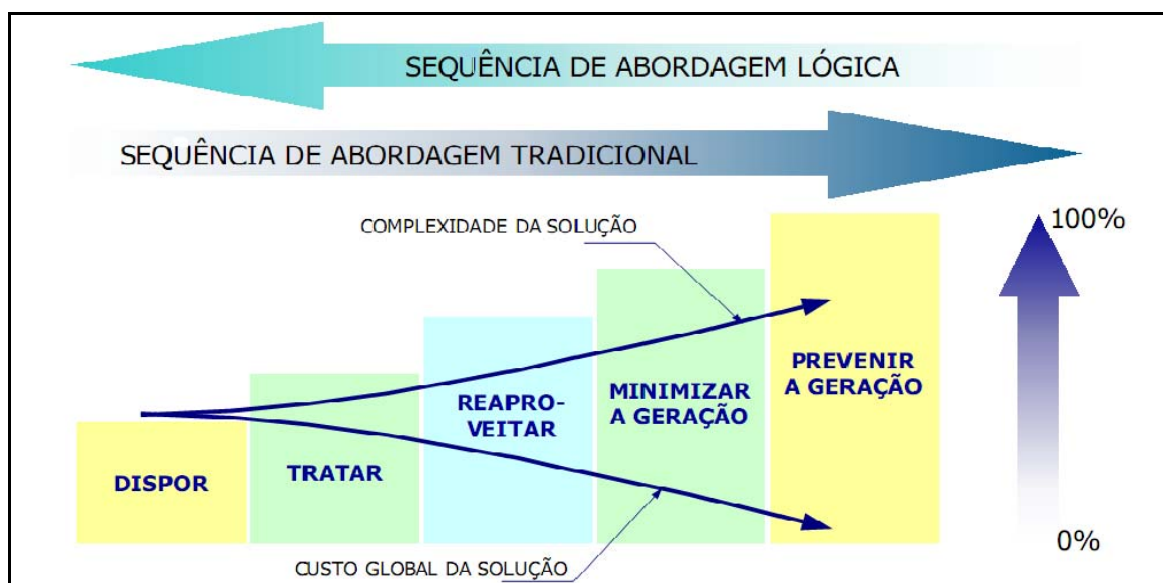 SEQUÊNCIA DE ABORDAGEM LÓGICA
SEQUÊNCIA DE ABORDAGEM TRADICIONAL
COMPLEXIDADE DA SOLUÇÃO
100%
DISPOR
TRATAR
REAPRO-
VEITAR
MINIMIZAR
A GERAÇÃO
PREVENIR
A GERAÇÃO
CUSTO GLOBAL DA SOLUÇÃO
0%